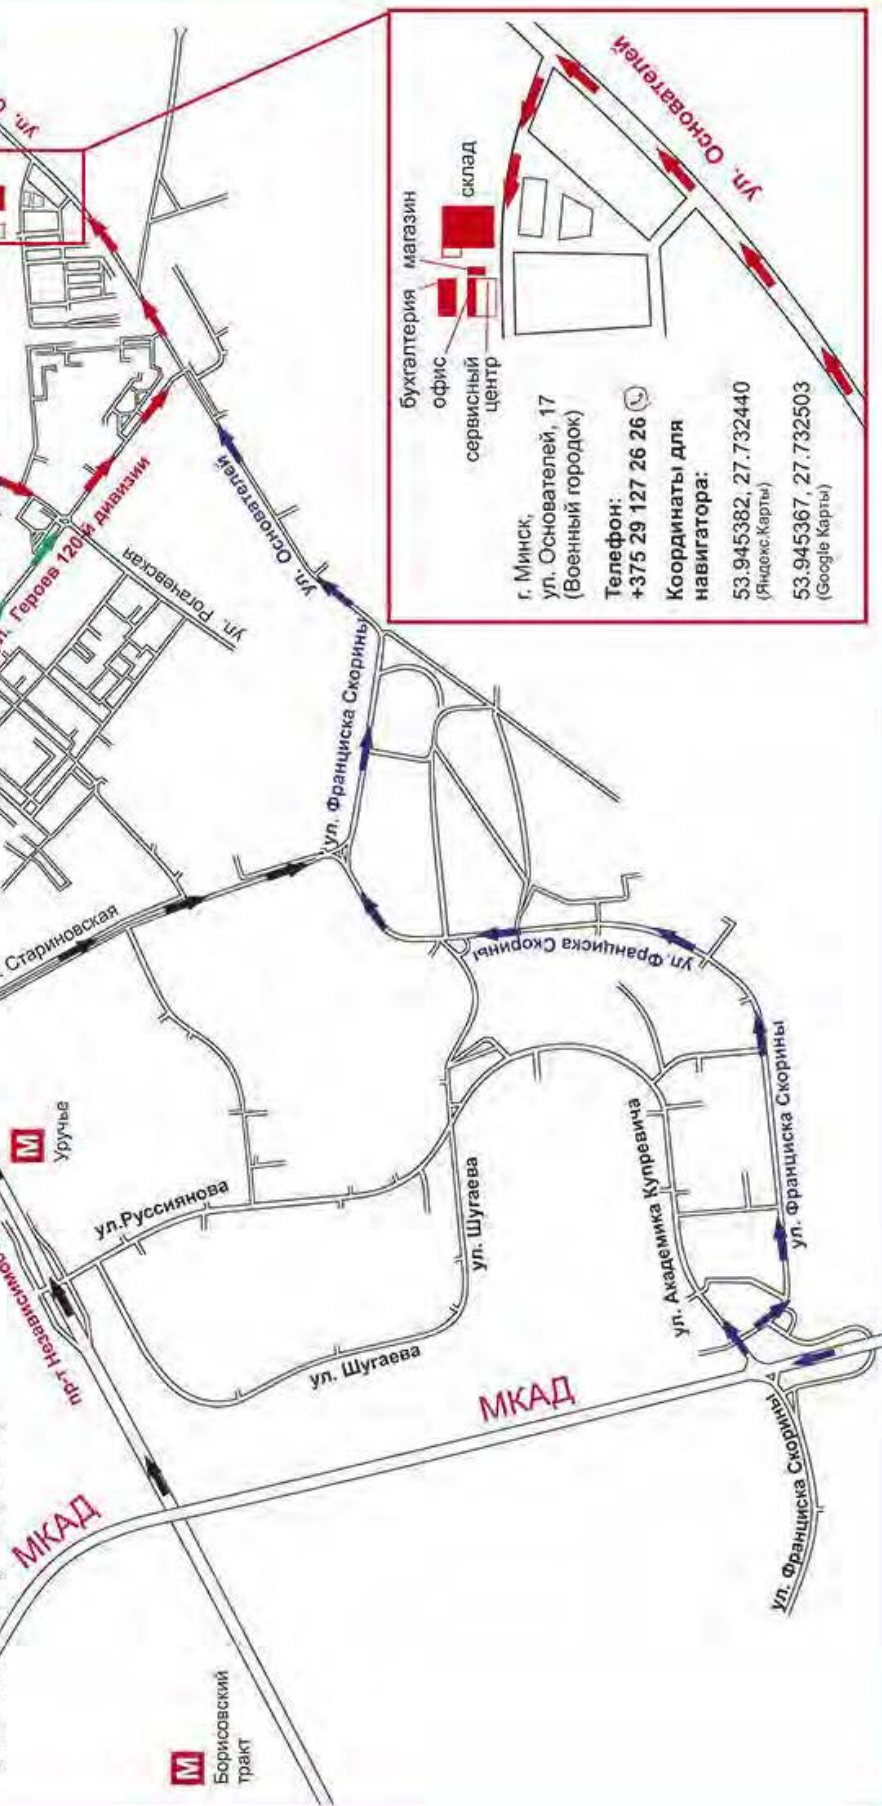 МКАД
М
Борисовский
тракт
М
Уручье
ул.Руссиянова
ул. Шугаева
ул. Шугаева
МКАД
Стариновская
Героев 120-й дивизии
ул. Рогачевская
ул. Франциска Скорины
ул. Основателей
ул. Франциска Скорины
ул. Академика Купревича
ул. Франциска Скорины
ул. Франциска Скорины
бухгалтерия
магазин
офис
склад
сервисный
центр
ул. Основателей
г. Минск,
ул. Основателей, 17
(Военный городок)
Телефон:
+375 29 127 26 26
Координаты для
навигатора:
53.945382, 27.732440
(Яндекс.Карты)
53.945367, 27.732503
(Google Карты)